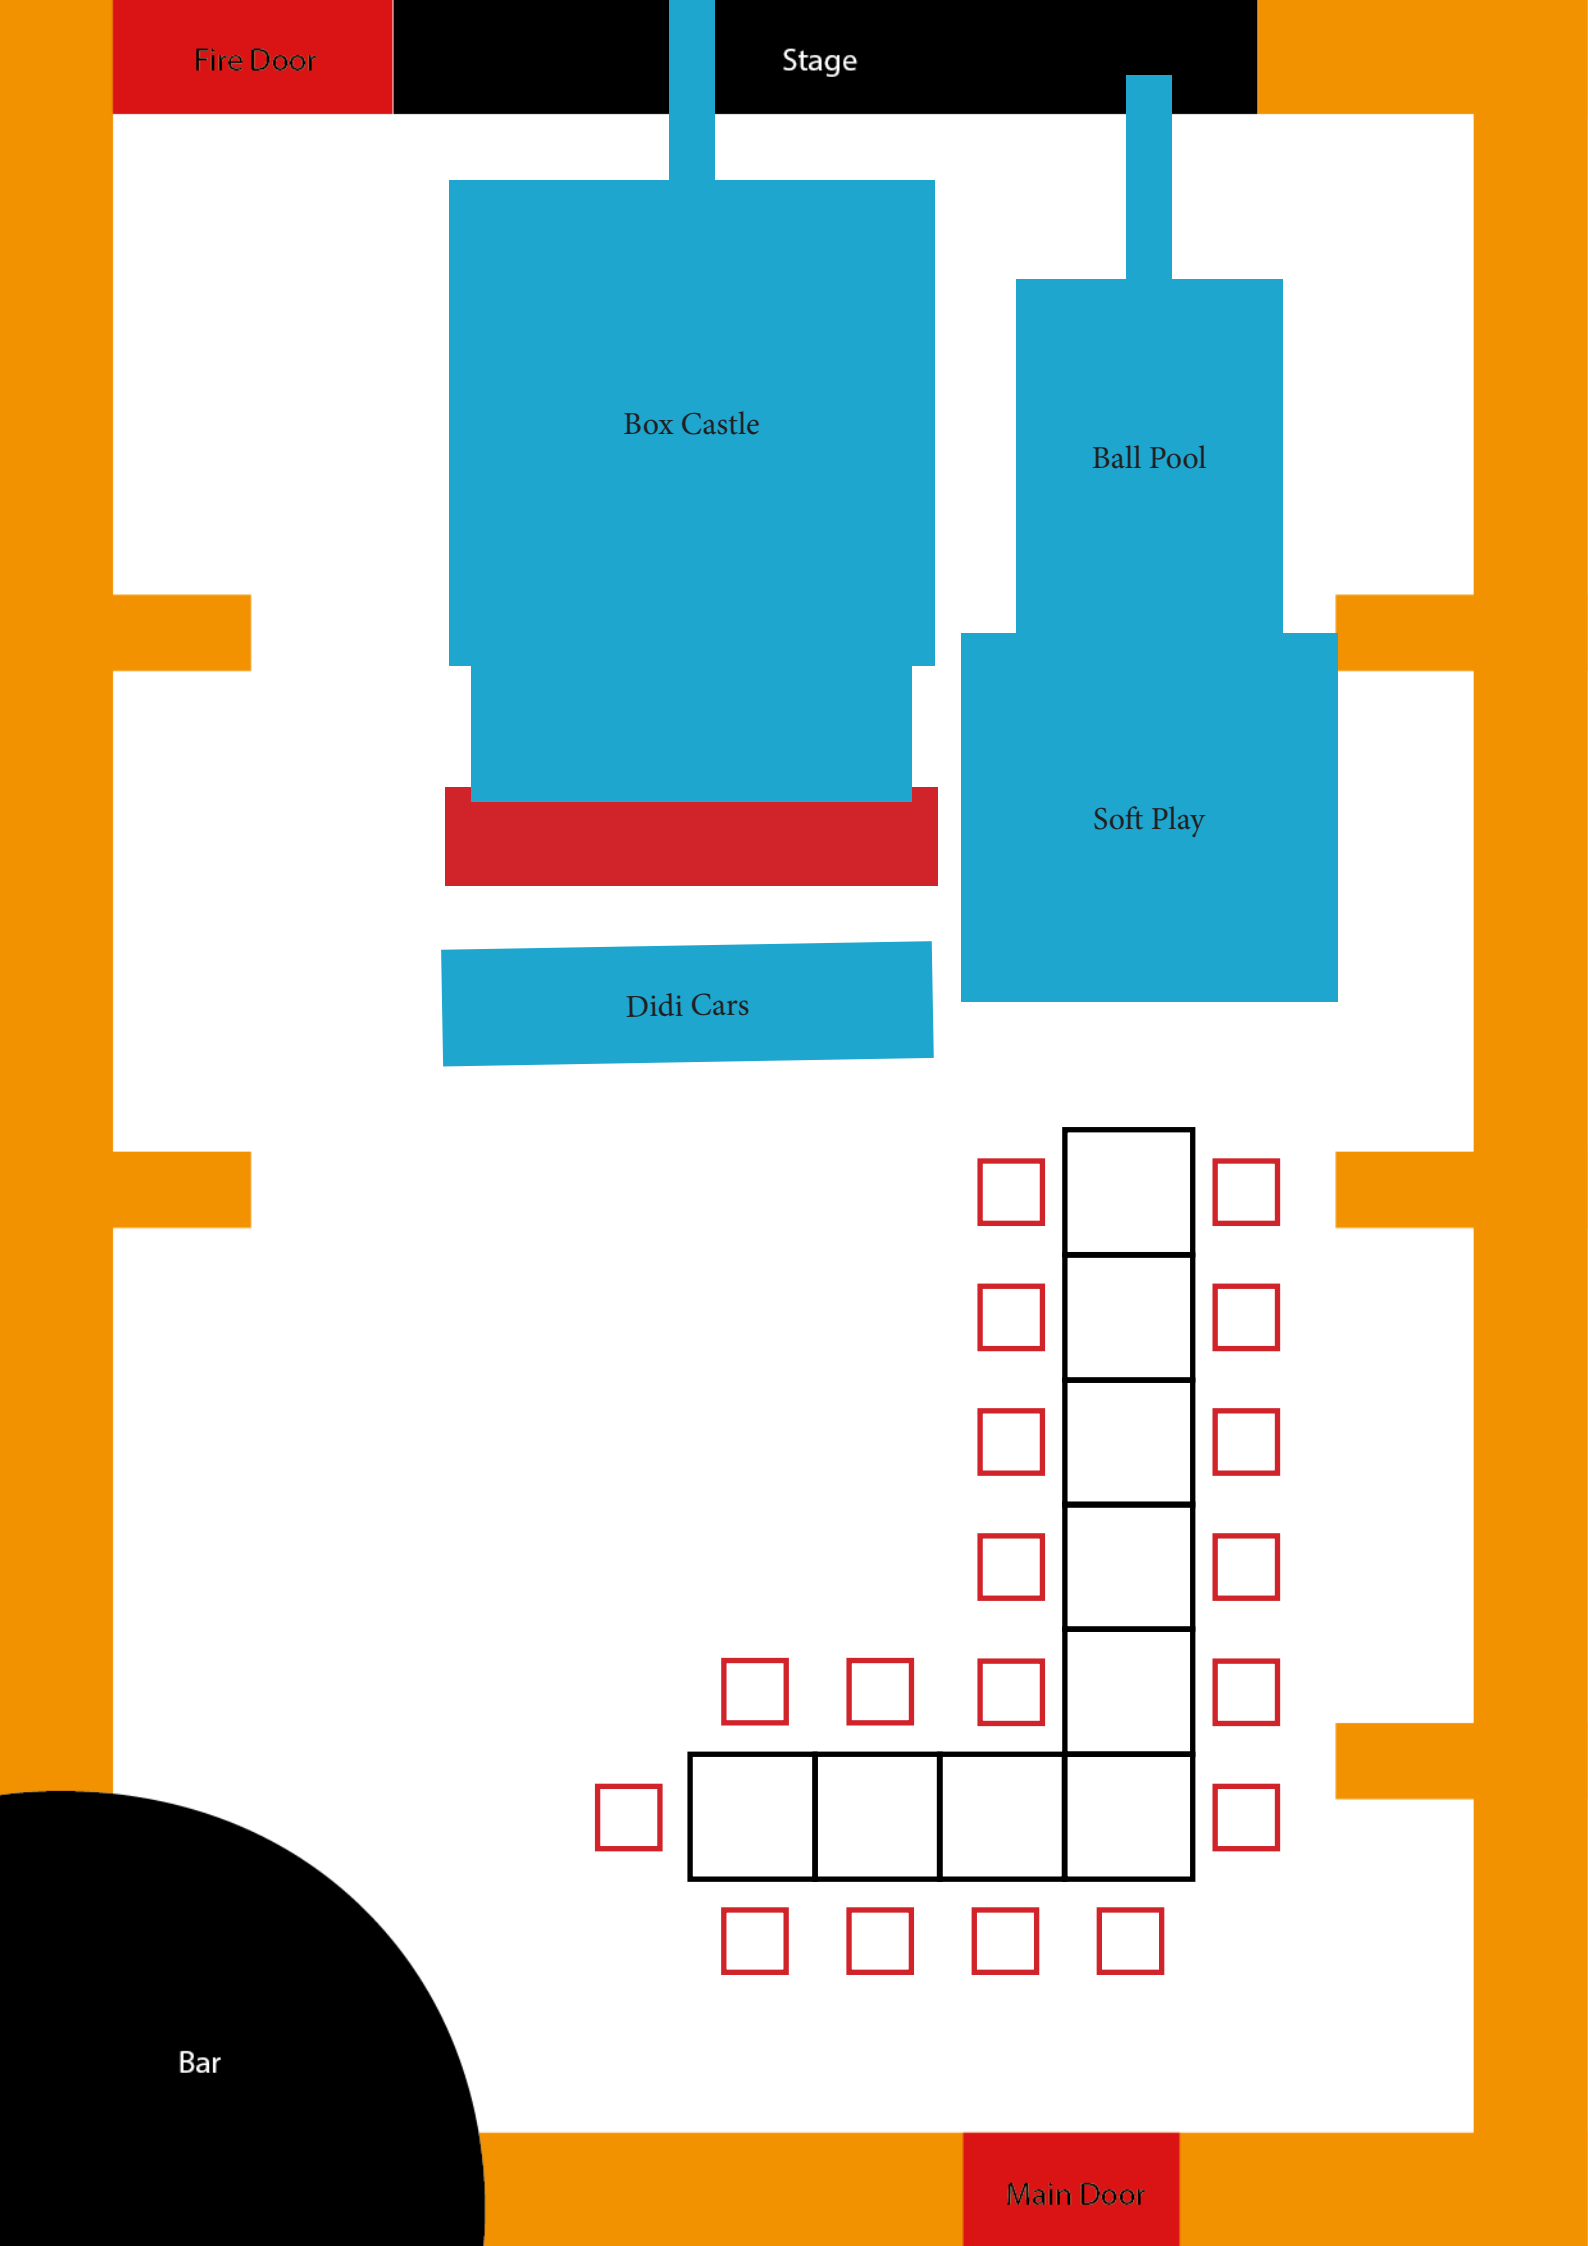 Fire Door
Stage
Box Castle
Ball Pool
Soft Play
Didi Cars
Bar
Main Door